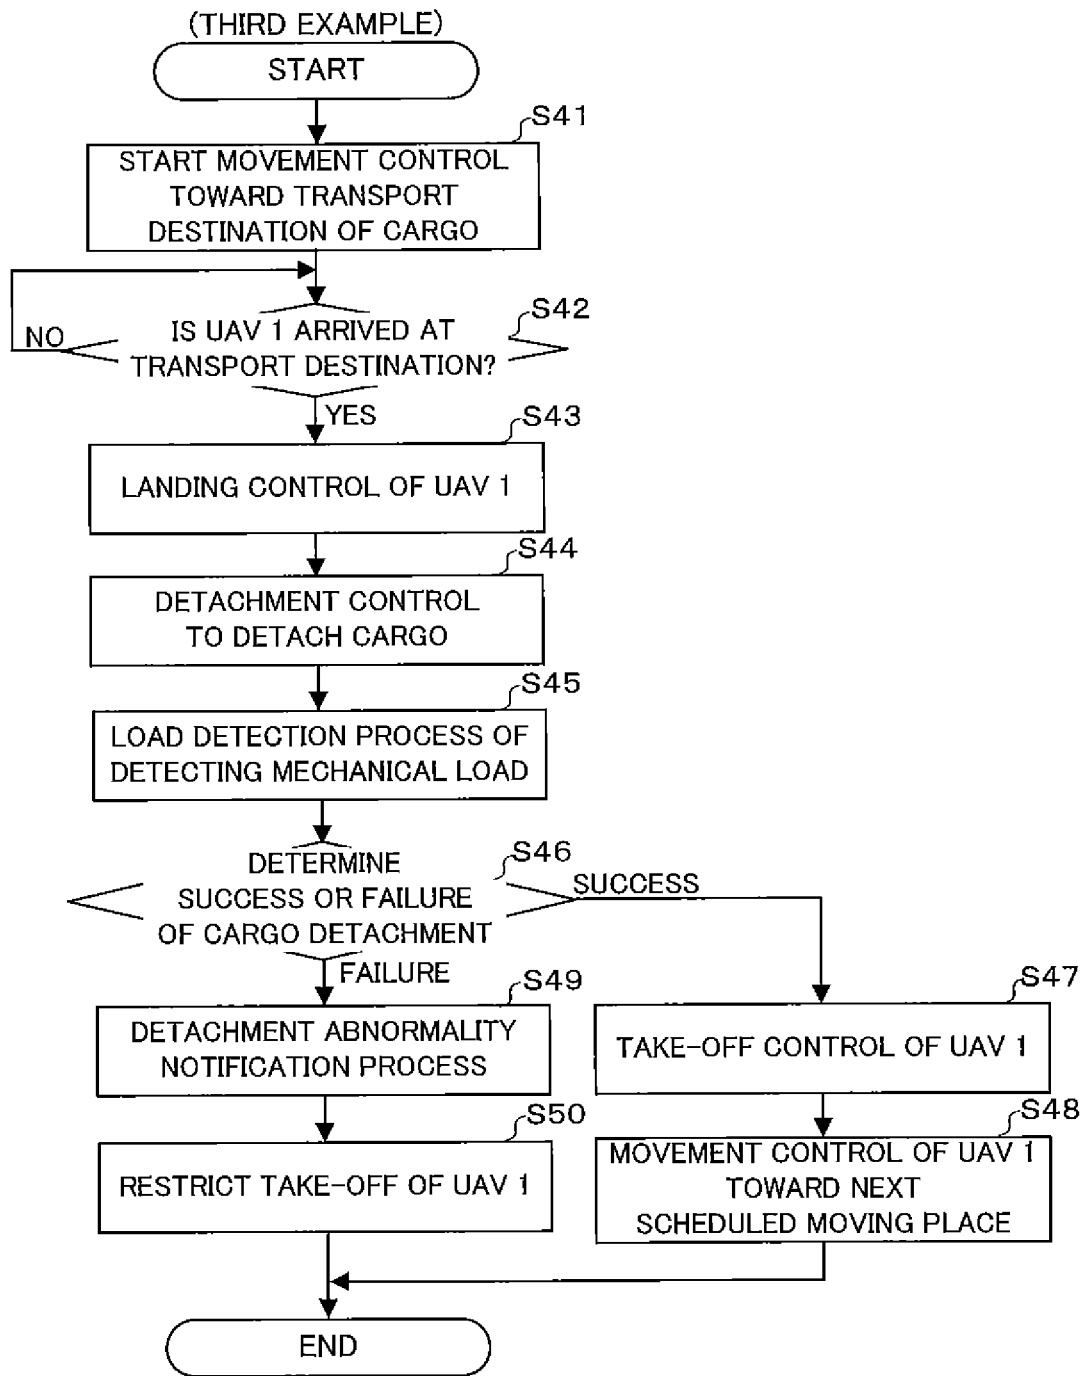 (THIRD EXAMPLE)
START
S41
START MOVEMENT CONTROL
TOWARD TRANSPORT
DESTINATION OF CARGO
S42
IS UAV 1 ARRIVED AT
TRANSPORT DESTINATION?
NO
YES
S43
LANDING CONTROL OF UAV 1
S44
DETACHMENT CONTROL
TO DETACH CARGO
S45
LOAD DETECTION PROCESS OF
DETECTING MECHANICAL LOAD
S46
DETERMINE
SUCCESS OR FAILURE
OF CARGO DETACHMENT
SUCCESS
FAILURE
S49
DETACHMENT ABNORMALITY
NOTIFICATION PROCESS
S47
TAKE-OFF CONTROL OF UAV 1
S50
RESTRICT TAKE-OFF OF UAV 1
S48
MOVEMENT CONTROL OF UAV 1
TOWARD NEXT
SCHEDULED MOVING PLACE
END